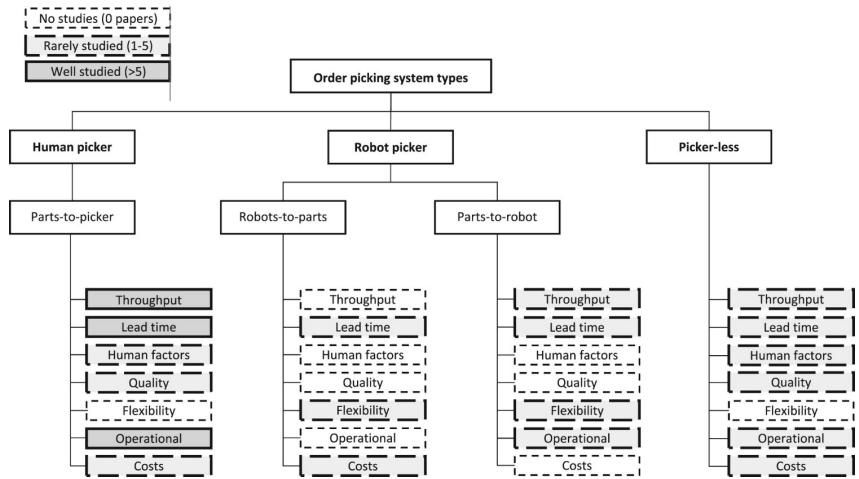 No studies (0 papers)
Rarely studied (1-5)
Well studied (>5)
Order picking system types
Human picker
Robot picker
Picker-less
Parts-to-picker
Robots-to-parts
Parts-to-robot
Throughput
Lead time
Human factors
Quality
Flexibility
Operational
Costs
Throughput
Lead time
Human factors
Quality
Flexibility
Operational
Costs
Throughput
Lead time
Human factors
Quality
Flexibility
Operational
Costs
Throughput
Lead time
Human factors
Quality
Flexibility
Operational
Costs